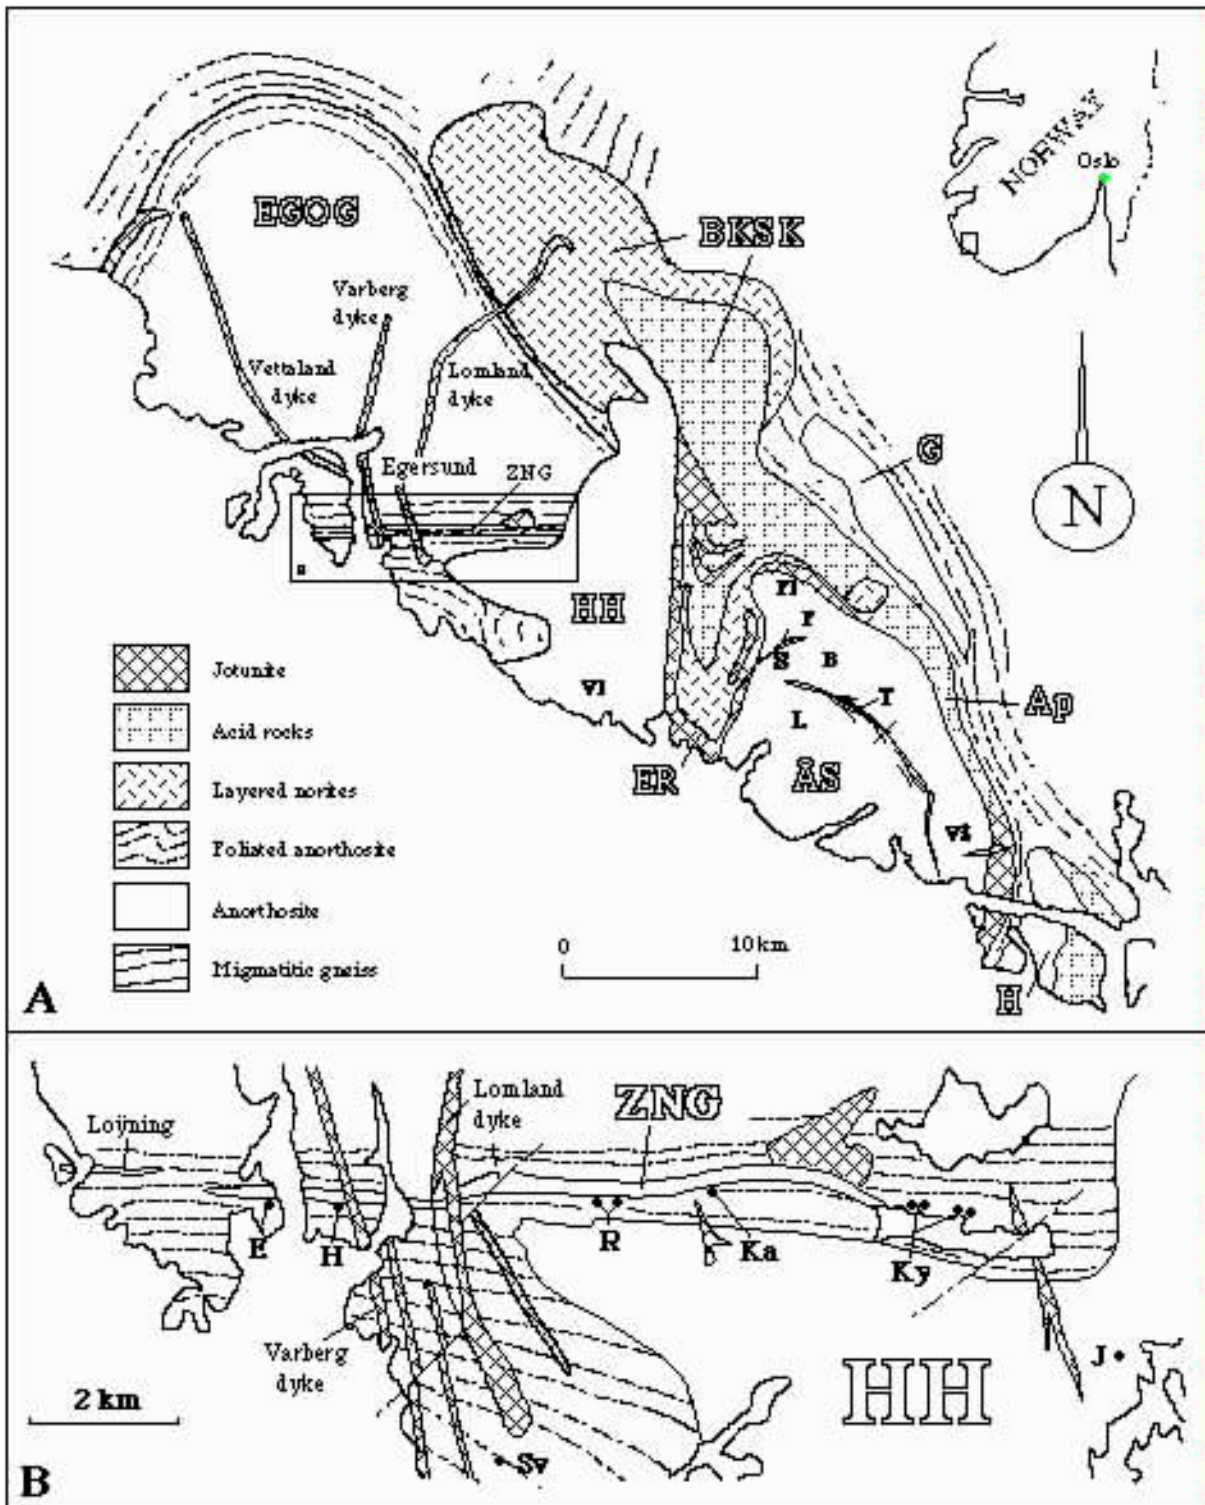 EGOG
BKSK
NORWAY
Oslo
Varberg
dyke
Vettaland
dyke
Lomland
dyke
Egersund
ZNG
G
N
HH
rl
F
S
B
T
L
Ap
vl
ER
ÅS
H
Jotunite
Acid rocks
Layered norites
Foliated anorthosite
Anorthosite
Migmatitic gneiss
0
10 km
A
Lomland
dyke
ZNG
Loyning
E
H
R
Ka
Ky
Varberg
dyke
J
HH
2 km
Sv
B